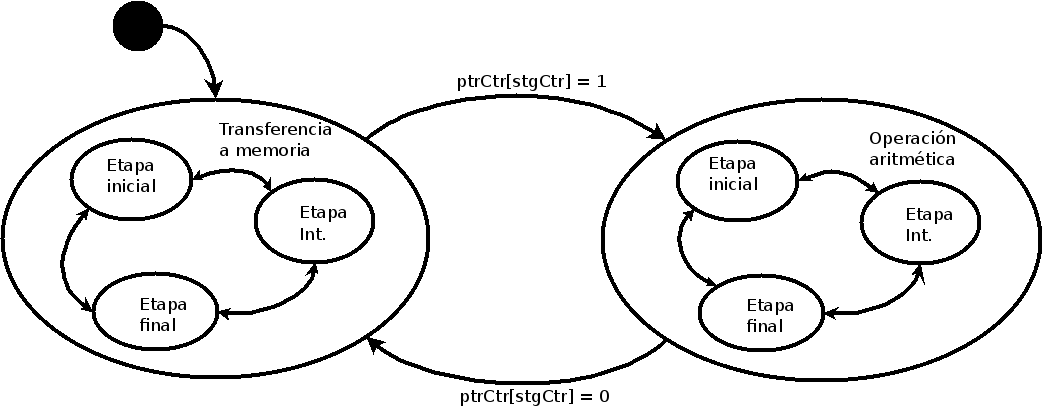 ptrCtr[stgCtr] = 1
Transferencia
a memoria
Etapa
inicial
Etapa
Int.
Etapa
final
Operación
aritmética
Etapa
inicial
Etapa
Int.
Etapa
final
ptrCtr[stgCtr] = 0